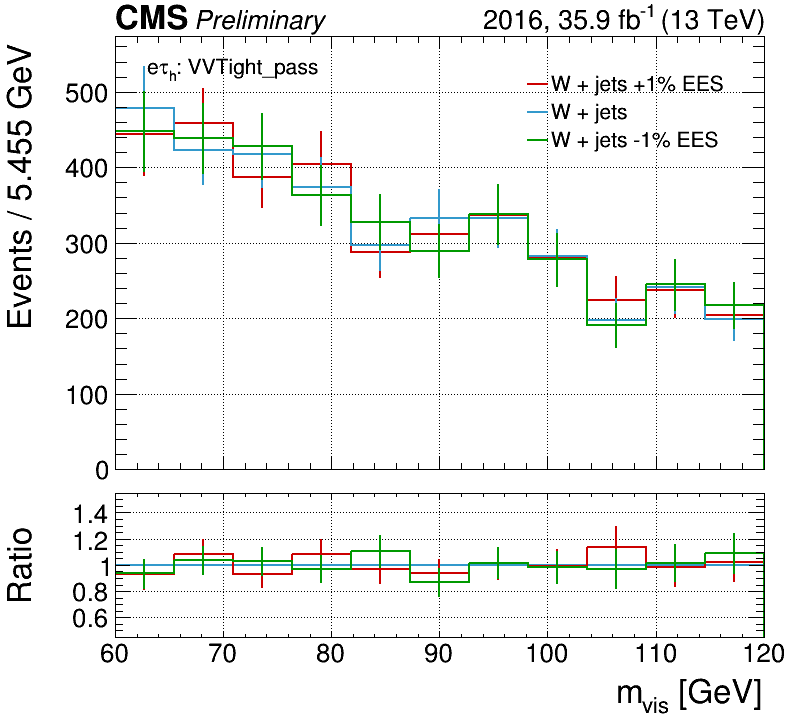 CMS Preliminary 2016, 35.9 fb⁻¹ (13 TeV)
eτₕ: VVTight_pass
W + jets +1% EES
W + jets
W + jets -1% EES
Events / 5.455 GeV
500
400
300
200
100
0
Ratio
1.4
1.2
1
0.8
0.6
60 70 80 90 100 110 120
m_vis [GeV]